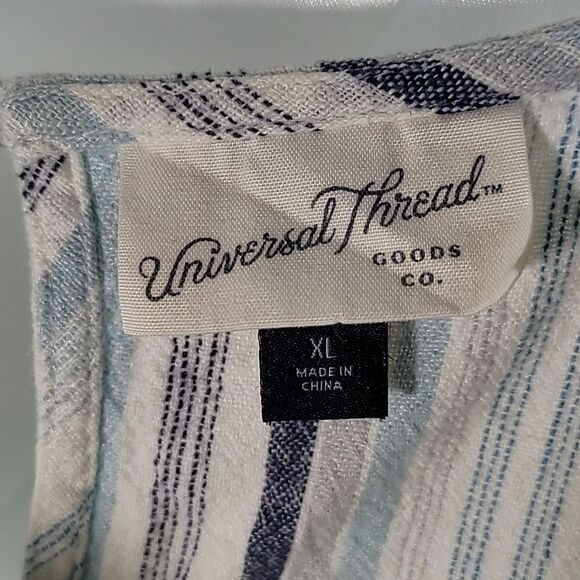 Universal Thread™
GOODS
CO.
XL
MADE IN
CHINA